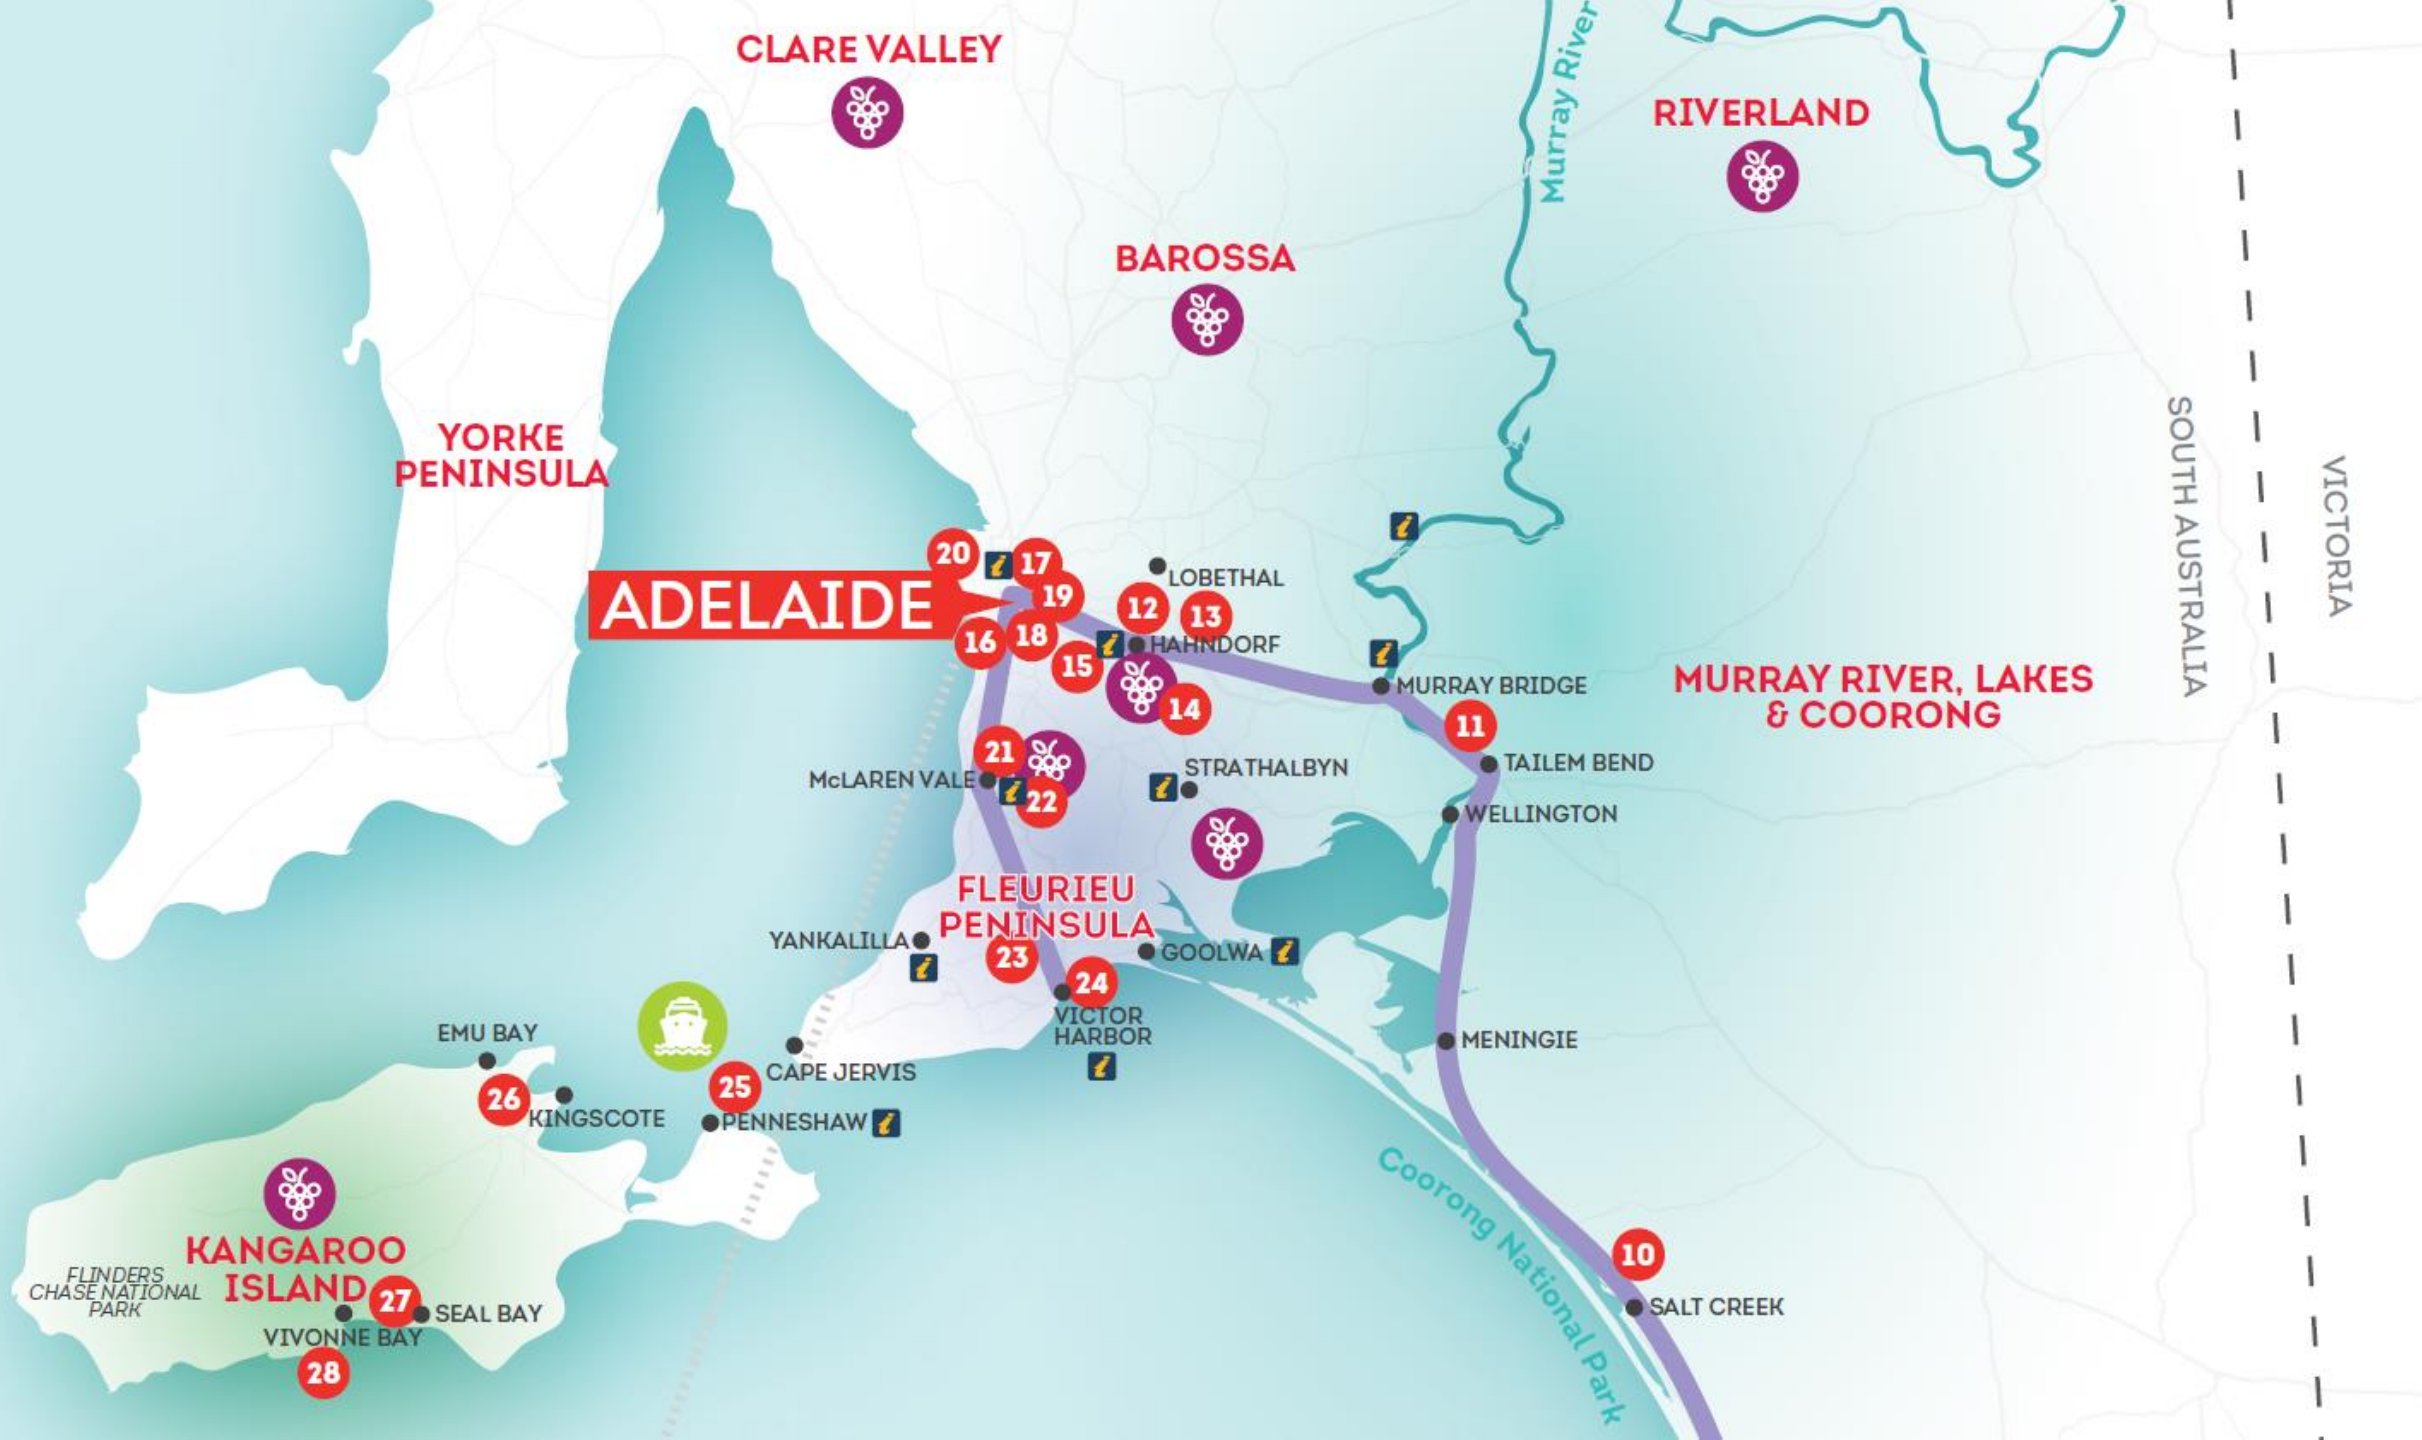 CLARE VALLEY
Murray River
RIVERLAND
BAROSSA
YORKE
PENINSULA
SOUTH AUSTRALIA
VICTORIA
20
17
ADELAIDE
19
LOBETHAL
12
13
16
18
HAHNDORF
15
14
MURRAY BRIDGE
MURRAY RIVER, LAKES
& COORONG
11
21
McLAREN VALE
22
STRATHALBYN
TAILEM BEND
WELLINGTON
FLEURIEU
PENINSULA
YANKALILLA
23
GOOLWA
24
VICTOR
HARBOR
EMU BAY
MENINGIE
CAPE JERVIS
25
26
KINGSCOTE
PENNESHAW
Coorong National Park
KANGAROO
ISLAND
FLINDERS
CHASE NATIONAL
PARK
27
SEAL BAY
VIVONNE BAY
28
10
SALT CREEK